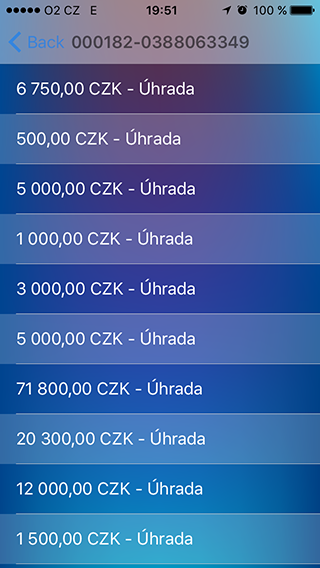 O2 CZ E 19:51 100 %
Back 000182-0388063349
6 750,00 CZK - Úhrada
500,00 CZK - Úhrada
5 000,00 CZK - Úhrada
1 000,00 CZK - Úhrada
3 000,00 CZK - Úhrada
5 000,00 CZK - Úhrada
71 800,00 CZK - Úhrada
20 300,00 CZK - Úhrada
12 000,00 CZK - Úhrada
1 500,00 CZK - Úhrada